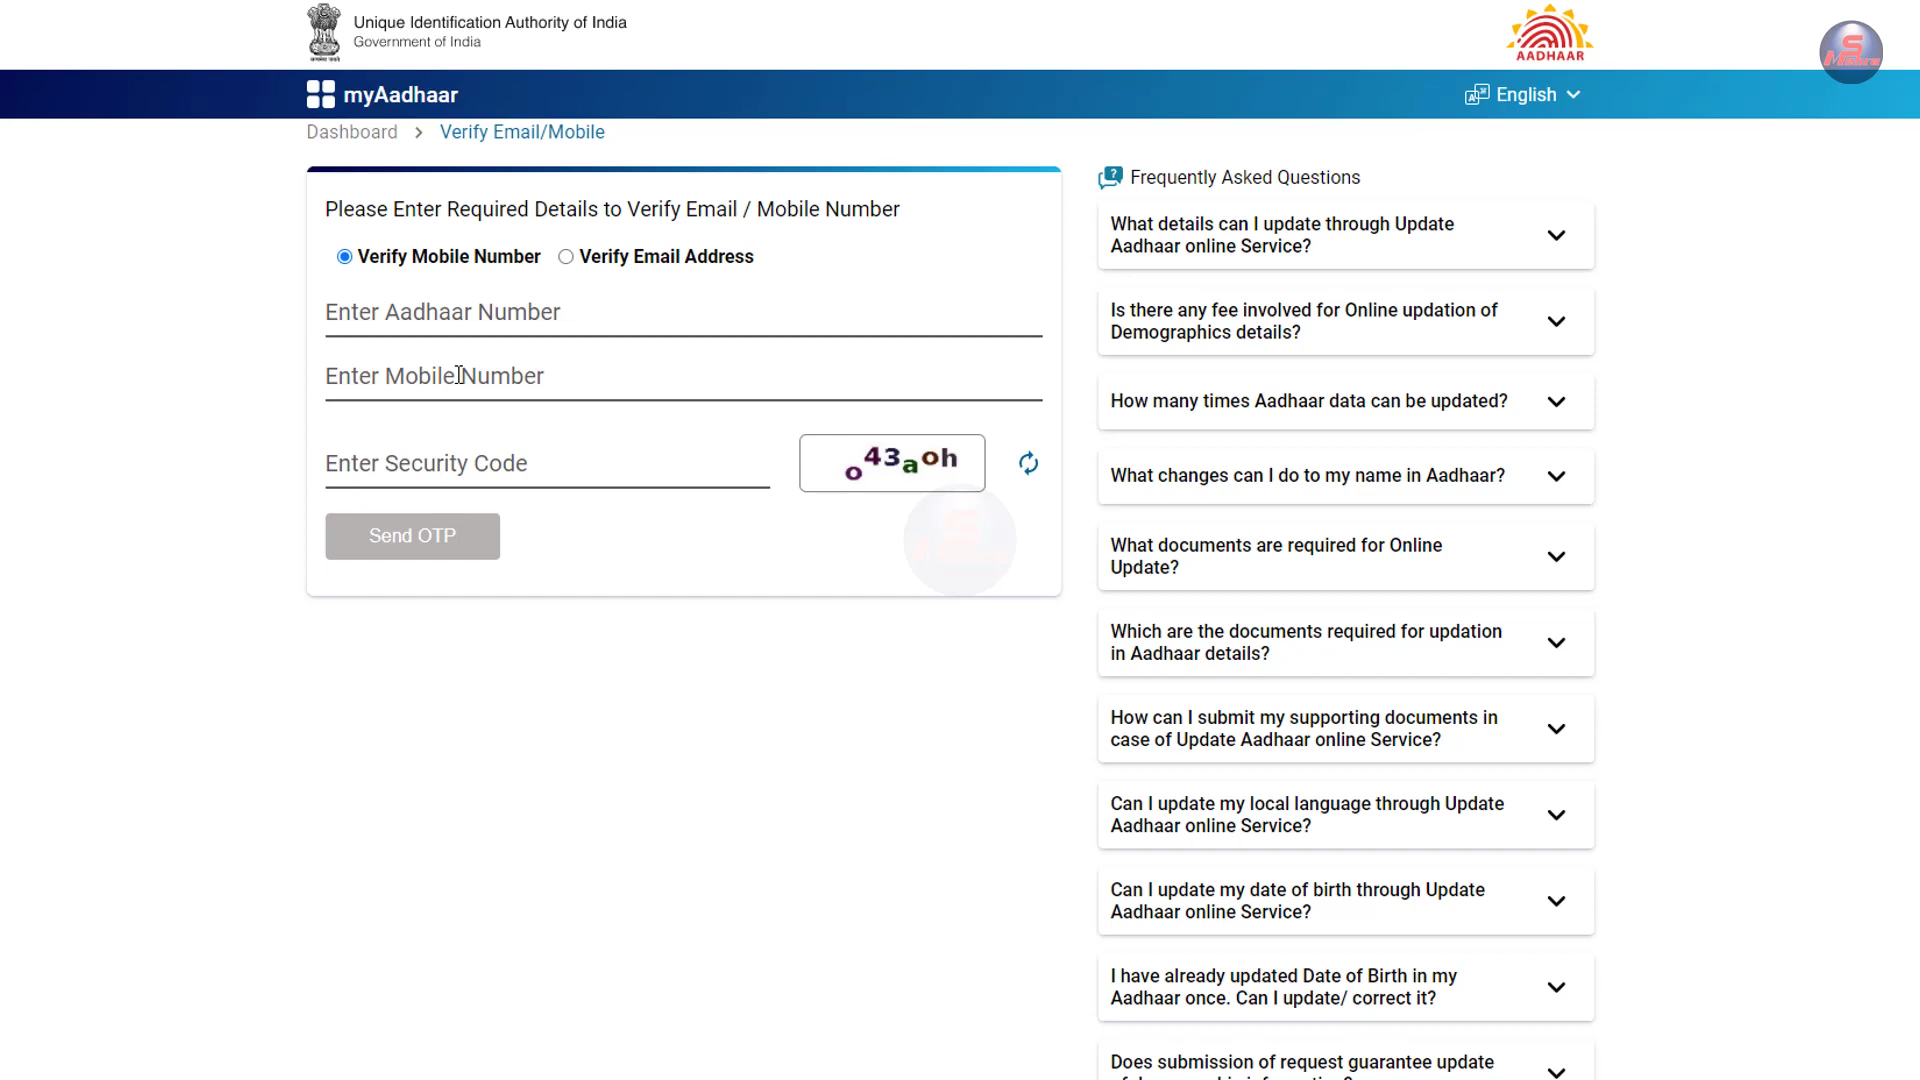 Unique Identification Authority of India
Government of India
AADHAAR
S
myAadhaar
English
Dashboard > Verify Email/Mobile
Please Enter Required Details to Verify Email / Mobile Number
Verify Mobile Number
Verify Email Address
Enter Aadhaar Number
Enter Mobile Number
Enter Security Code
o43aoh
Send OTP
Frequently Asked Questions
What details can I update through Update
Aadhaar online Service?
Is there any fee involved for Online updation of
Demographics details?
How many times Aadhaar data can be updated?
What changes can I do to my name in Aadhaar?
What documents are required for Online
Update?
Which are the documents required for updation
in Aadhaar details?
How can I submit my supporting documents in
case of Update Aadhaar online Service?
Can I update my local language through Update
Aadhaar online Service?
Can I update my date of birth through Update
Aadhaar online Service?
I have already updated Date of Birth in my
Aadhaar once. Can I update/ correct it?
Does submission of request guarantee update